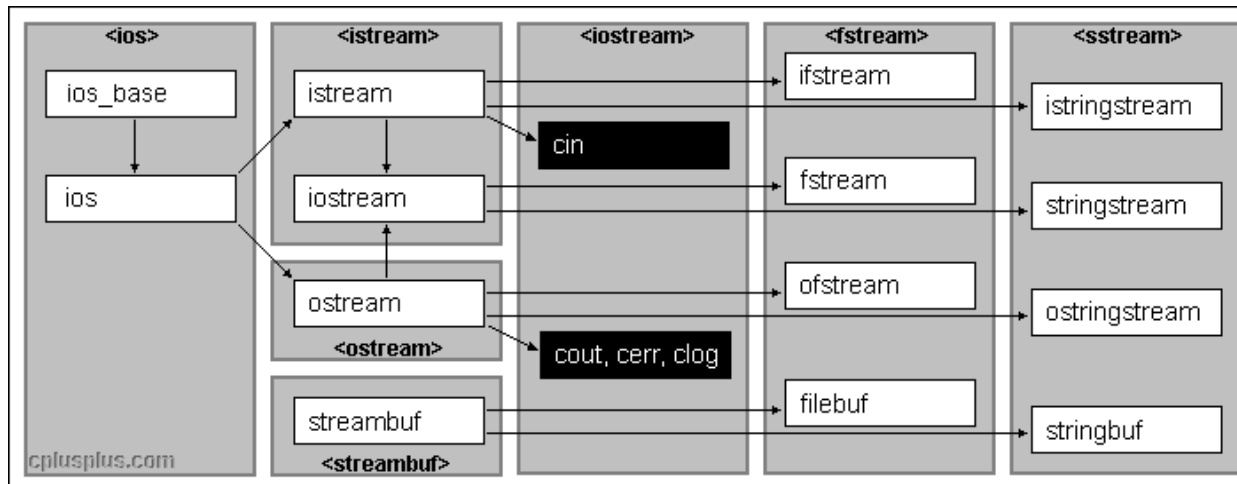 <ios>
ios_base
ios
cplusplus.com
<istream>
istream
iostream
ostream
<ostream>
streambuf
<streambuf>
<iostream>
cin
cout, cerr, clog
<fstream>
ifstream
fstream
ofstream
filebuf
<sstream>
istringstream
stringstream
ostringstream
stringbuf